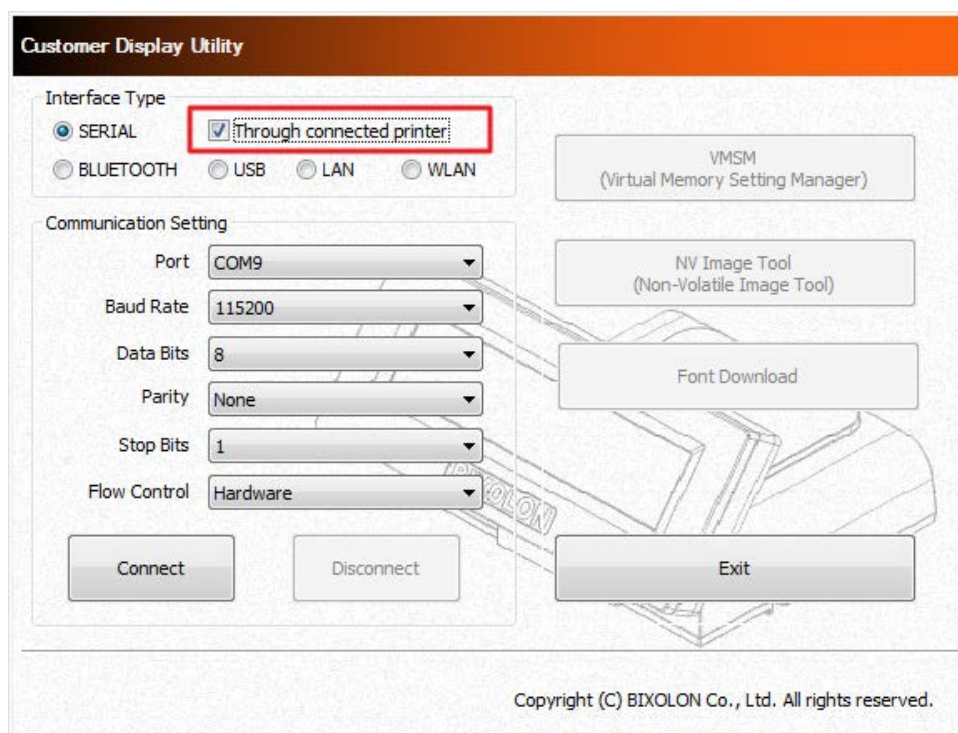 Customer Display Utility
Interface Type
SERIAL Through connected printer
BLUETOOTH USB LAN WLAN
VMSM
(Virtual Memory Setting Manager)
Communication Setting
Port COM9
NV Image Tool
(Non-Volatile Image Tool)
Baud Rate 115200
Data Bits 8
Font Download
Parity None
Stop Bits 1
Flow Control Hardware
BIXOLON
Connect Disconnect Exit
Copyright (C) BIXOLON Co., Ltd. All rights reserved.